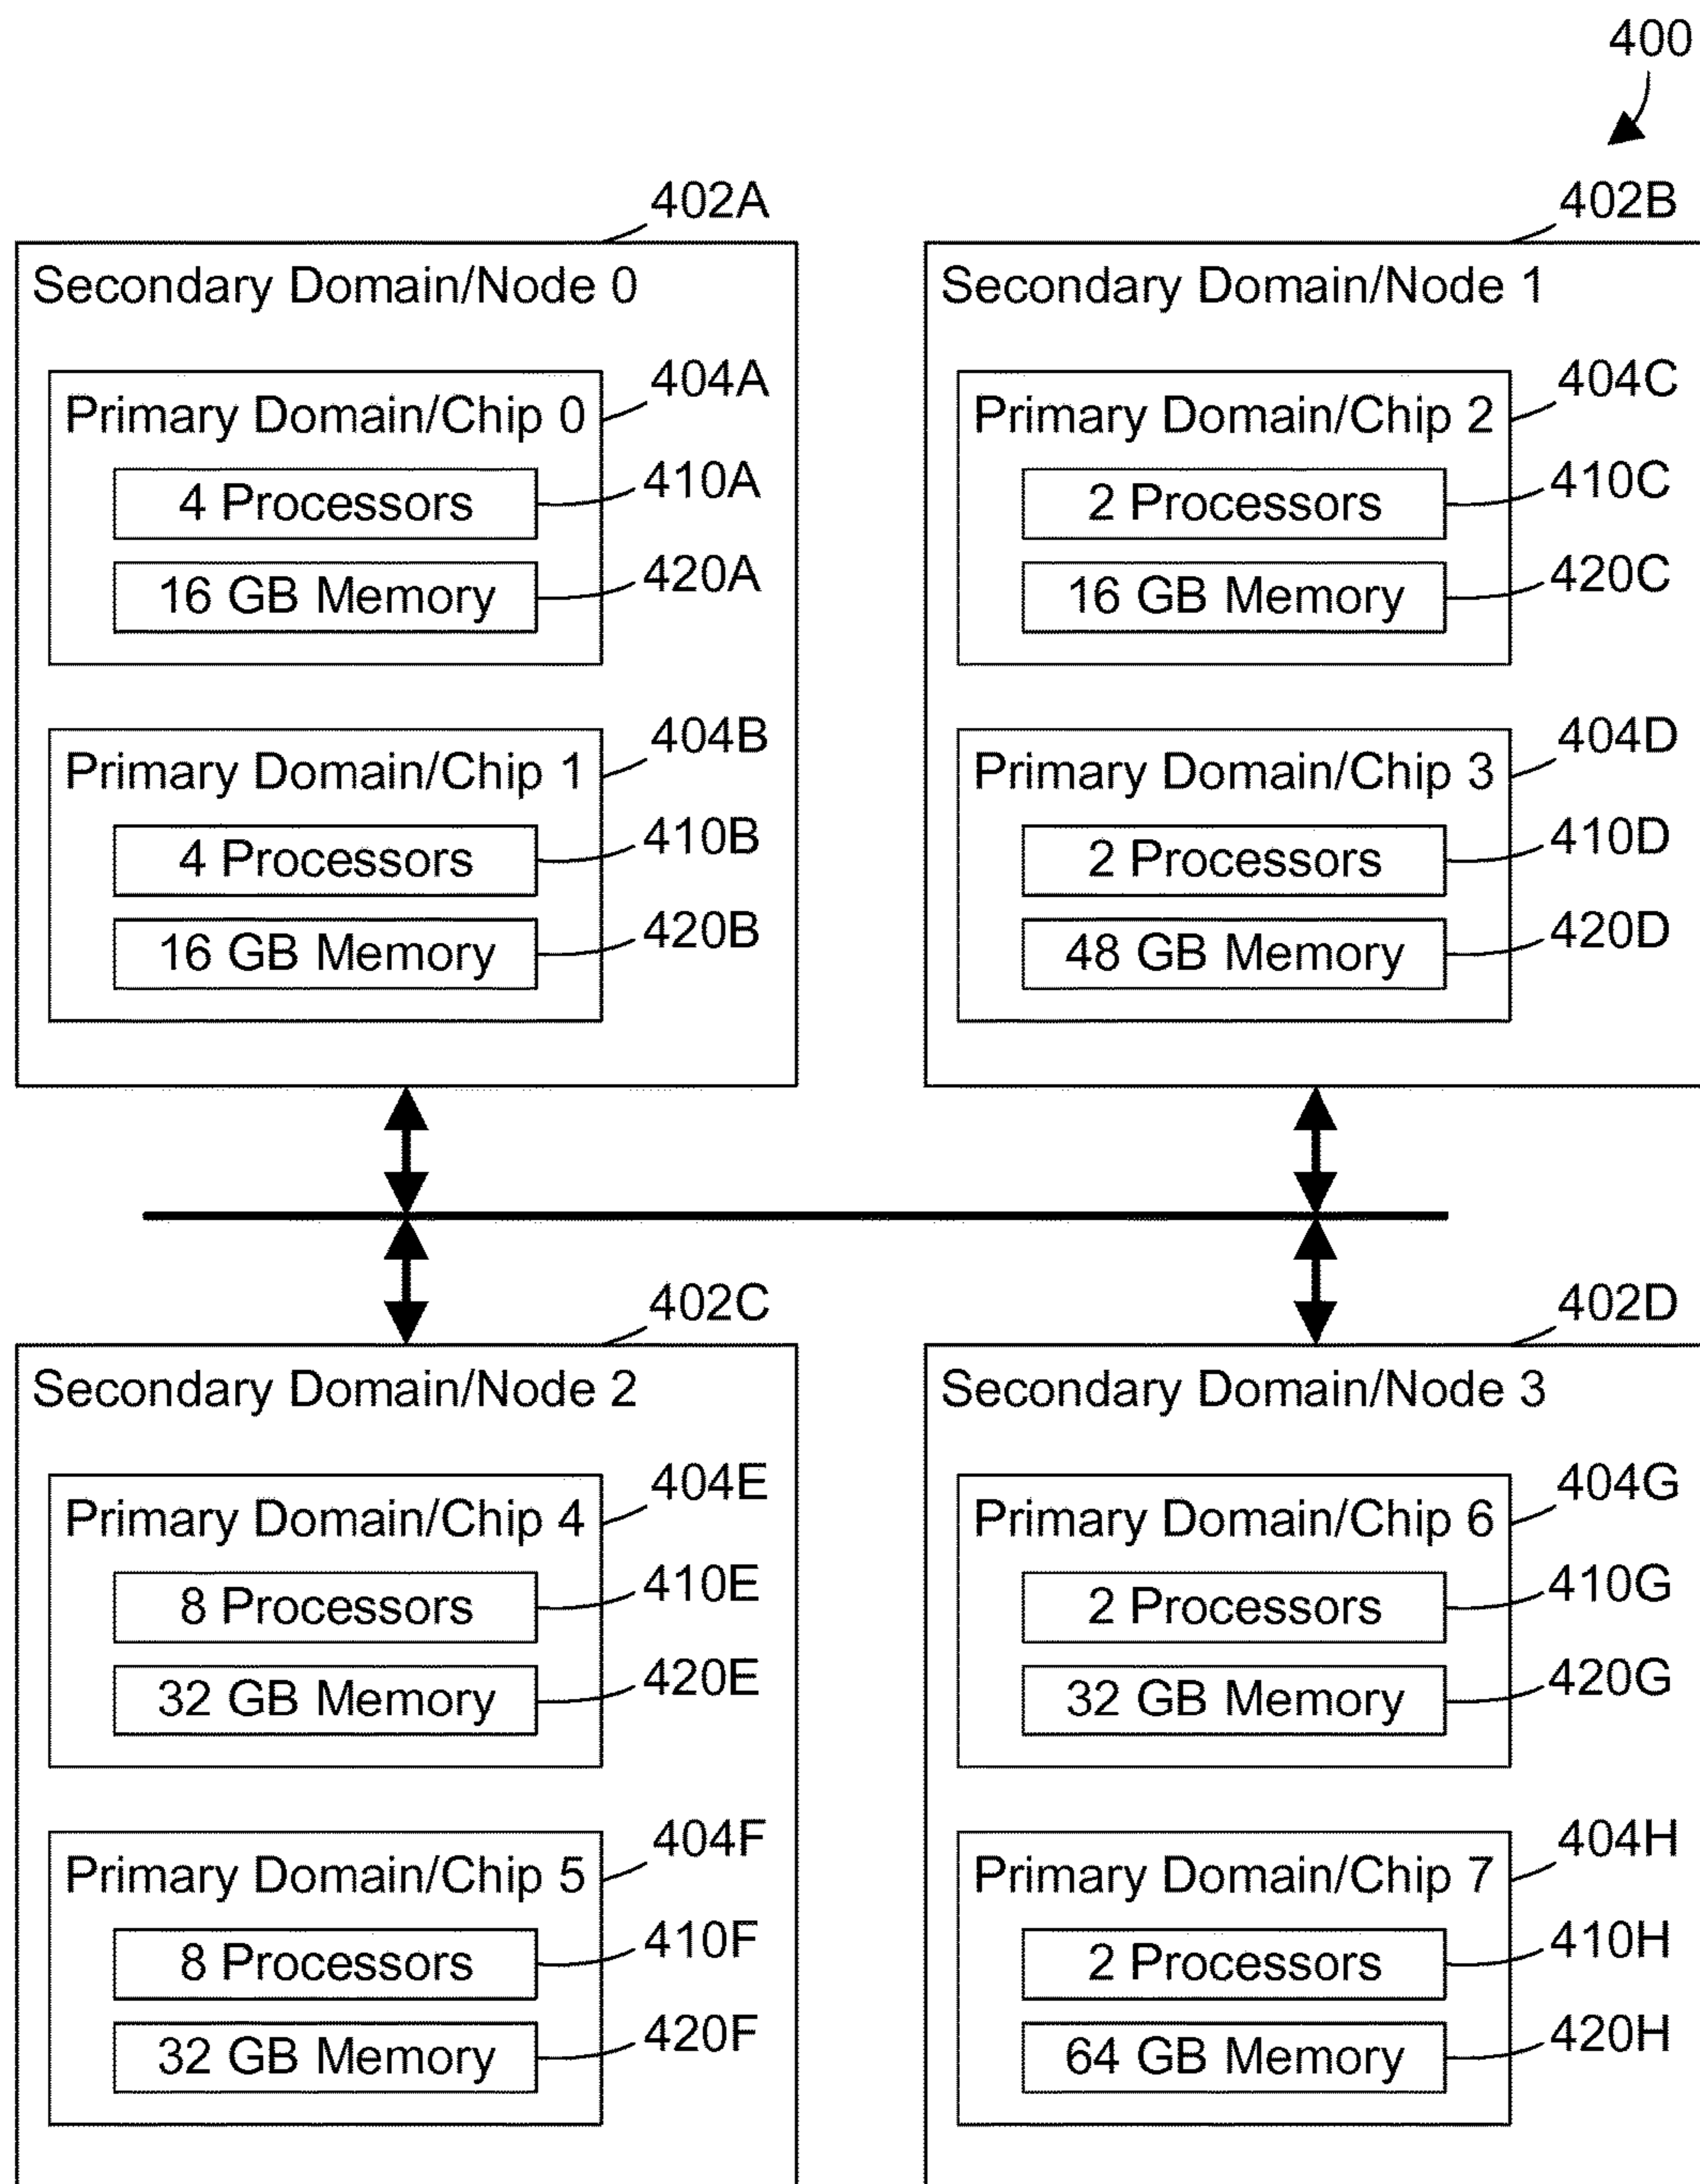 400
402A
Secondary Domain/Node 0
404A
Primary Domain/Chip 0
410A
4 Processors
420A
16 GB Memory
404B
Primary Domain/Chip 1
410B
4 Processors
420B
16 GB Memory
402B
Secondary Domain/Node 1
404C
Primary Domain/Chip 2
410C
2 Processors
420C
16 GB Memory
404D
Primary Domain/Chip 3
410D
2 Processors
420D
48 GB Memory
402C
Secondary Domain/Node 2
404E
Primary Domain/Chip 4
410E
8 Processors
420E
32 GB Memory
404F
Primary Domain/Chip 5
410F
8 Processors
420F
32 GB Memory
402D
Secondary Domain/Node 3
404G
Primary Domain/Chip 6
410G
2 Processors
420G
32 GB Memory
404H
Primary Domain/Chip 7
410H
2 Processors
420H
64 GB Memory